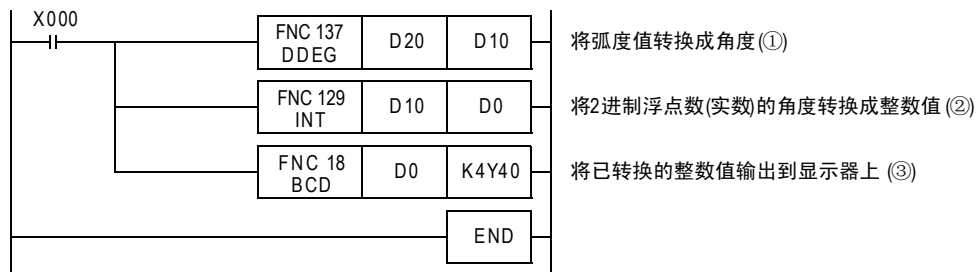 X000
FNC 137 D20 D10 将弧度值转换成角度(①)
DDEG
FNC 129 D10 D0 将2进制浮点数(实数)的角度转换成整数值(②)
INT
FNC 18 D0 K4Y40 将已转换的整数值输出到显示器上 (③)
BCD
END